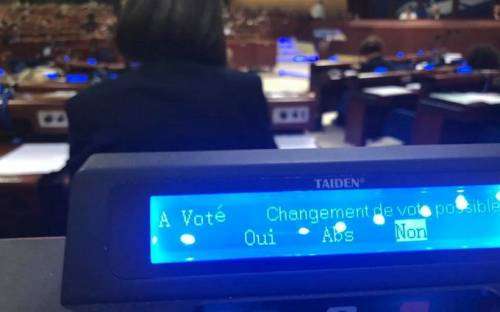 TAIDEN®
A Voté Changement de vote possible
Oui Abs Non